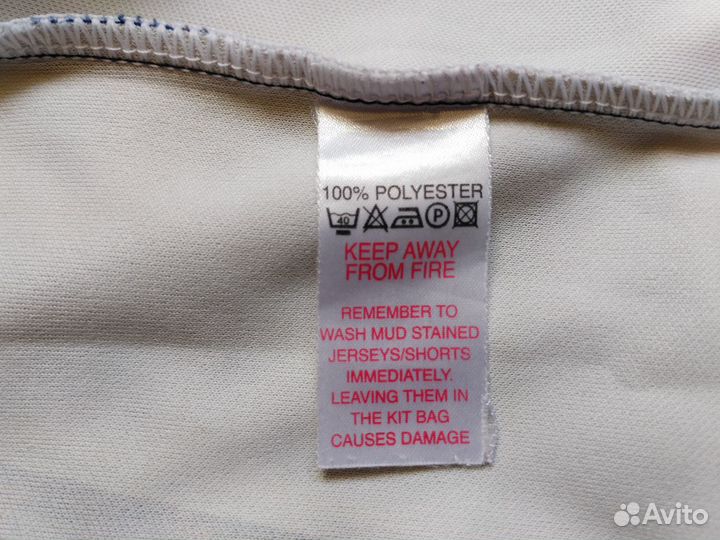 100% POLYESTER
40 P
KEEP AWAY
FROM FIRE
REMEMBER TO
WASH MUD STAINED
JERSEYS/SHORTS
IMMEDIATELY.
LEAVING THEM IN
THE KIT BAG
CAUSES DAMAGE
Avito